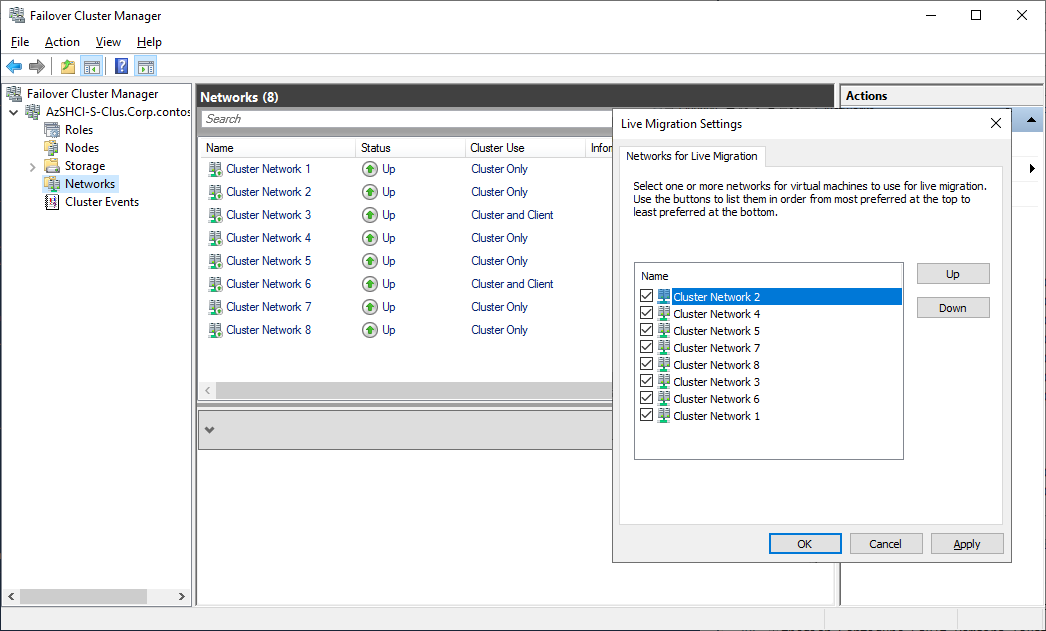 Failover Cluster Manager
File Action View Help
Failover Cluster Manager
AzSHCI-S-Clus.Corp.contos
Roles
Nodes
Storage
Networks
Cluster Events
Networks (8)
Search
Name Status Cluster Use Infor
Cluster Network 1 Up Cluster Only
Cluster Network 2 Up Cluster Only
Cluster Network 3 Up Cluster and Client
Cluster Network 4 Up Cluster Only
Cluster Network 5 Up Cluster Only
Cluster Network 6 Up Cluster and Client
Cluster Network 7 Up Cluster Only
Cluster Network 8 Up Cluster Only
Actions
Live Migration Settings
Networks for Live Migration
Select one or more networks for virtual machines to use for live migration.
Use the buttons to list them in order from most preferred at the top to
least preferred at the bottom.
Name
Cluster Network 2
Cluster Network 4
Cluster Network 5
Cluster Network 7
Cluster Network 8
Cluster Network 3
Cluster Network 6
Cluster Network 1
Up
Down
OK Cancel Apply